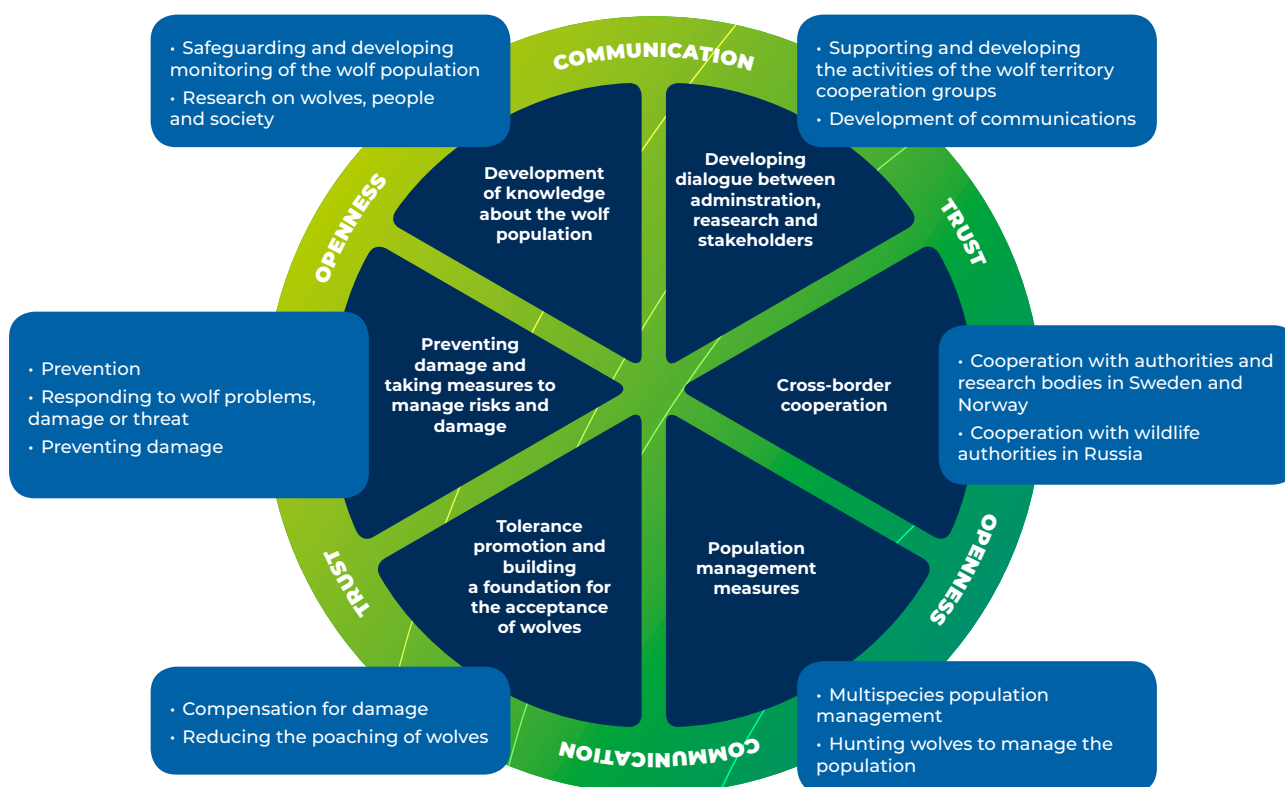 • Safeguarding and developing
monitoring of the wolf population
• Research on wolves, people
and society
COMMUNICATION
• Supporting and developing
the activities of the wolf territory
cooperation groups
• Development of communications
Development
of knowledge
about the wolf
population
Developing
dialogue between
adminstration,
reasearch and
stakeholders
OPENNESS
TRUST
• Prevention
• Responding to wolf problems,
damage or threat
• Preventing damage
Preventing
damage and
taking measures to
manage risks and
damage
Cross-border
cooperation
• Cooperation with authorities and
research bodies in Sweden and
Norway
• Cooperation with wildlife
authorities in Russia
TRUST
Tolerance
promotion and
building
a foundation for
the acceptance
of wolves
Population
management
measures
OPENNESS
• Compensation for damage
• Reducing the poaching of wolves
COMMUNICATION
• Multispecies population
management
• Hunting wolves to manage the
population